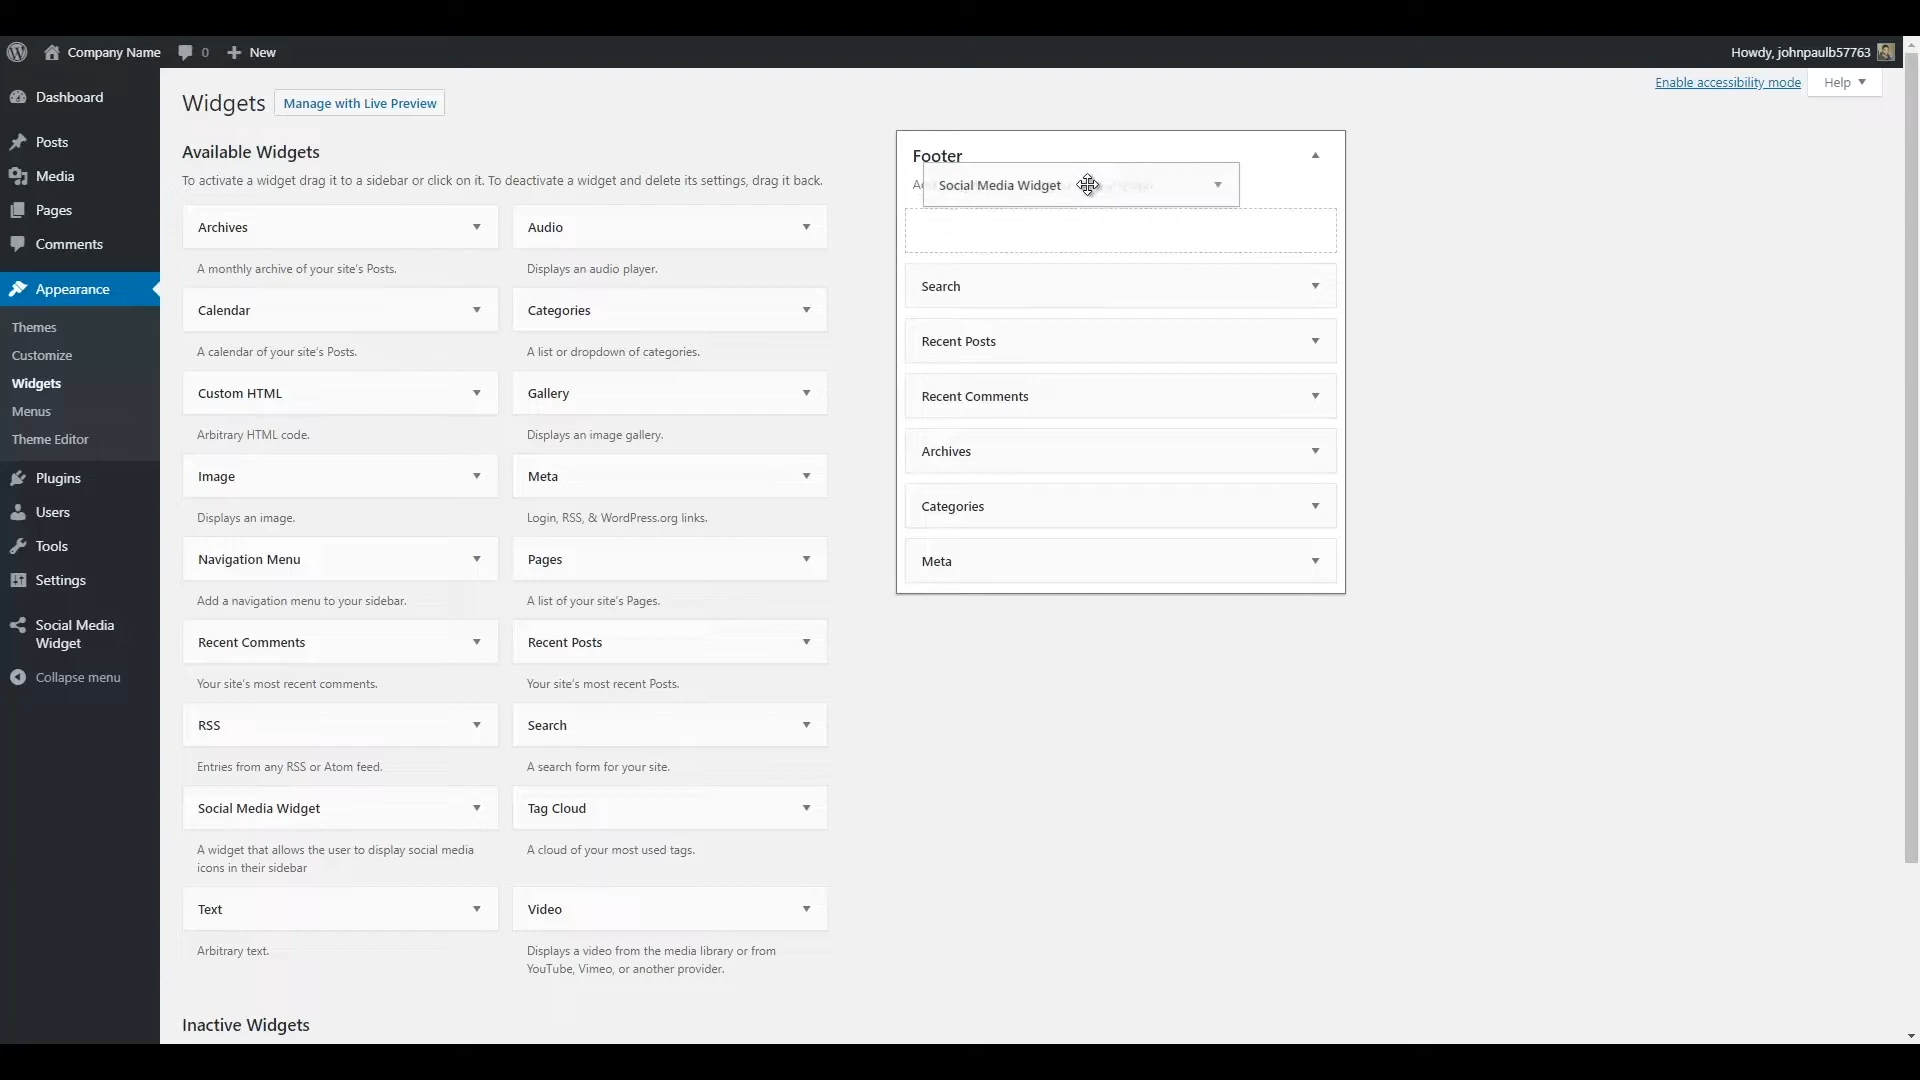 Company Name
0
New
Howdy, johnpaulb57763
Dashboard
Posts
Media
Pages
Comments
Appearance
Themes
Customize
Widgets
Menus
Theme Editor
Plugins
Users
Tools
Settings
Social Media
Widget
Collapse menu
Enable accessibility mode
Help
Widgets
Manage with Live Preview
Available Widgets
To activate a widget drag it to a sidebar or click on it. To deactivate a widget and delete its settings, drag it back.
Archives
A monthly archive of your site's Posts.
Audio
Displays an audio player.
Calendar
A calendar of your site's Posts.
Categories
A list or dropdown of categories.
Custom HTML
Arbitrary HTML code.
Gallery
Displays an image gallery.
Image
Displays an image.
Meta
Login, RSS, & WordPress.org links.
Navigation Menu
Add a navigation menu to your sidebar.
Pages
A list of your site's Pages.
Recent Comments
Your site's most recent comments.
Recent Posts
Your site's most recent Posts.
RSS
Entries from any RSS or Atom feed.
Search
A search form for your site.
Social Media Widget
A widget that allows the user to display social media
icons in their sidebar
Tag Cloud
A cloud of your most used tags.
Text
Arbitrary text.
Video
Displays a video from the media library or from
YouTube, Vimeo, or another provider.
Inactive Widgets
Footer
Social Media Widget
Search
Recent Posts
Recent Comments
Archives
Categories
Meta